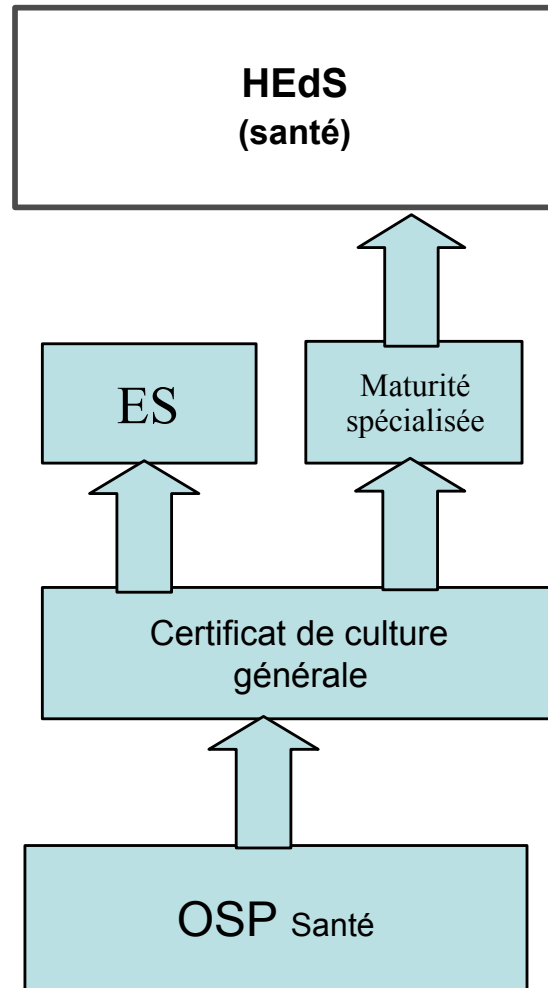 HEdS
(santé)
ES
Maturité
spécialisée
Certificat de culture
générale
OSP Santé